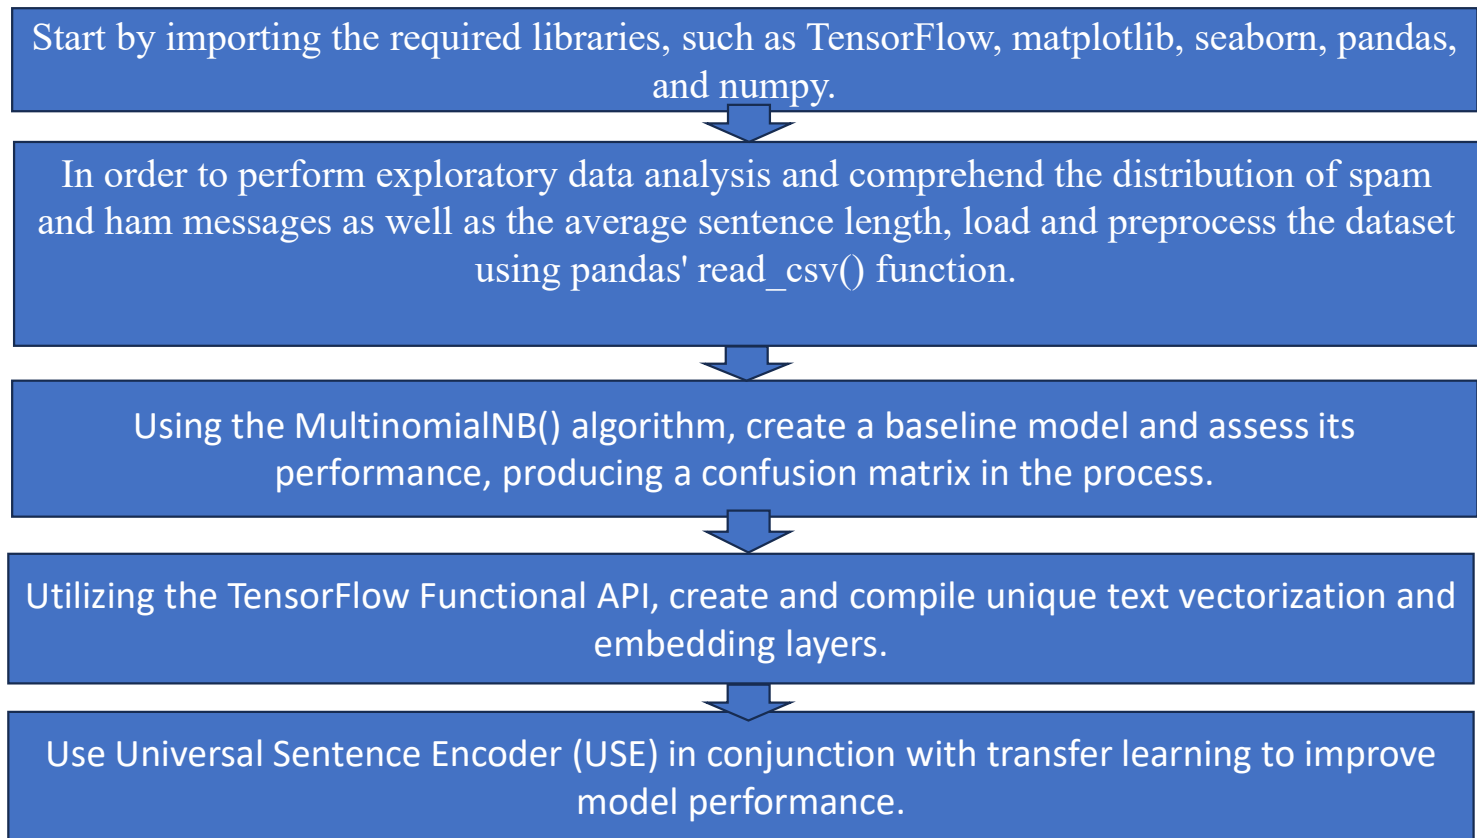 Start by importing the required libraries, such as TensorFlow, matplotlib, seaborn, pandas,
and numpy.
In order to perform exploratory data analysis and comprehend the distribution of spam
and ham messages as well as the average sentence length, load and preprocess the dataset
using pandas' read_csv() function.
Using the MultinomialNB() algorithm, create a baseline model and assess its
performance, producing a confusion matrix in the process.
Utilizing the TensorFlow Functional API, create and compile unique text vectorization and
embedding layers.
Use Universal Sentence Encoder (USE) in conjunction with transfer learning to improve
model performance.